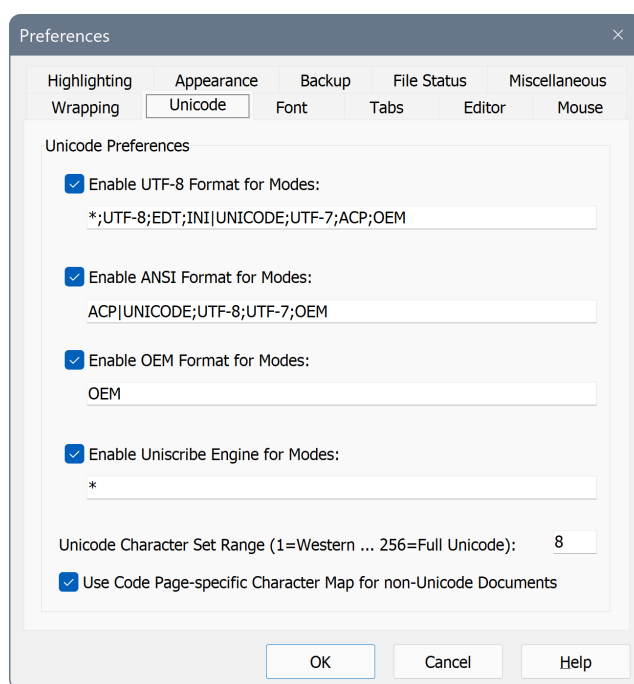 Preferences
Highlighting Appearance Backup File Status Miscellaneous
Wrapping Unicode Font Tabs Editor Mouse
Unicode Preferences
Enable UTF-8 Format for Modes:
*;UTF-8;EDT;INI|UNICODE;UTF-7;ACP;OEM
Enable ANSI Format for Modes:
ACP|UNICODE;UTF-8;UTF-7;OEM
Enable OEM Format for Modes:
OEM
Enable Uniscribe Engine for Modes:
*
Unicode Character Set Range (1=Western ... 256=Full Unicode): 8
Use Code Page-specific Character Map for non-Unicode Documents
OK Cancel Help